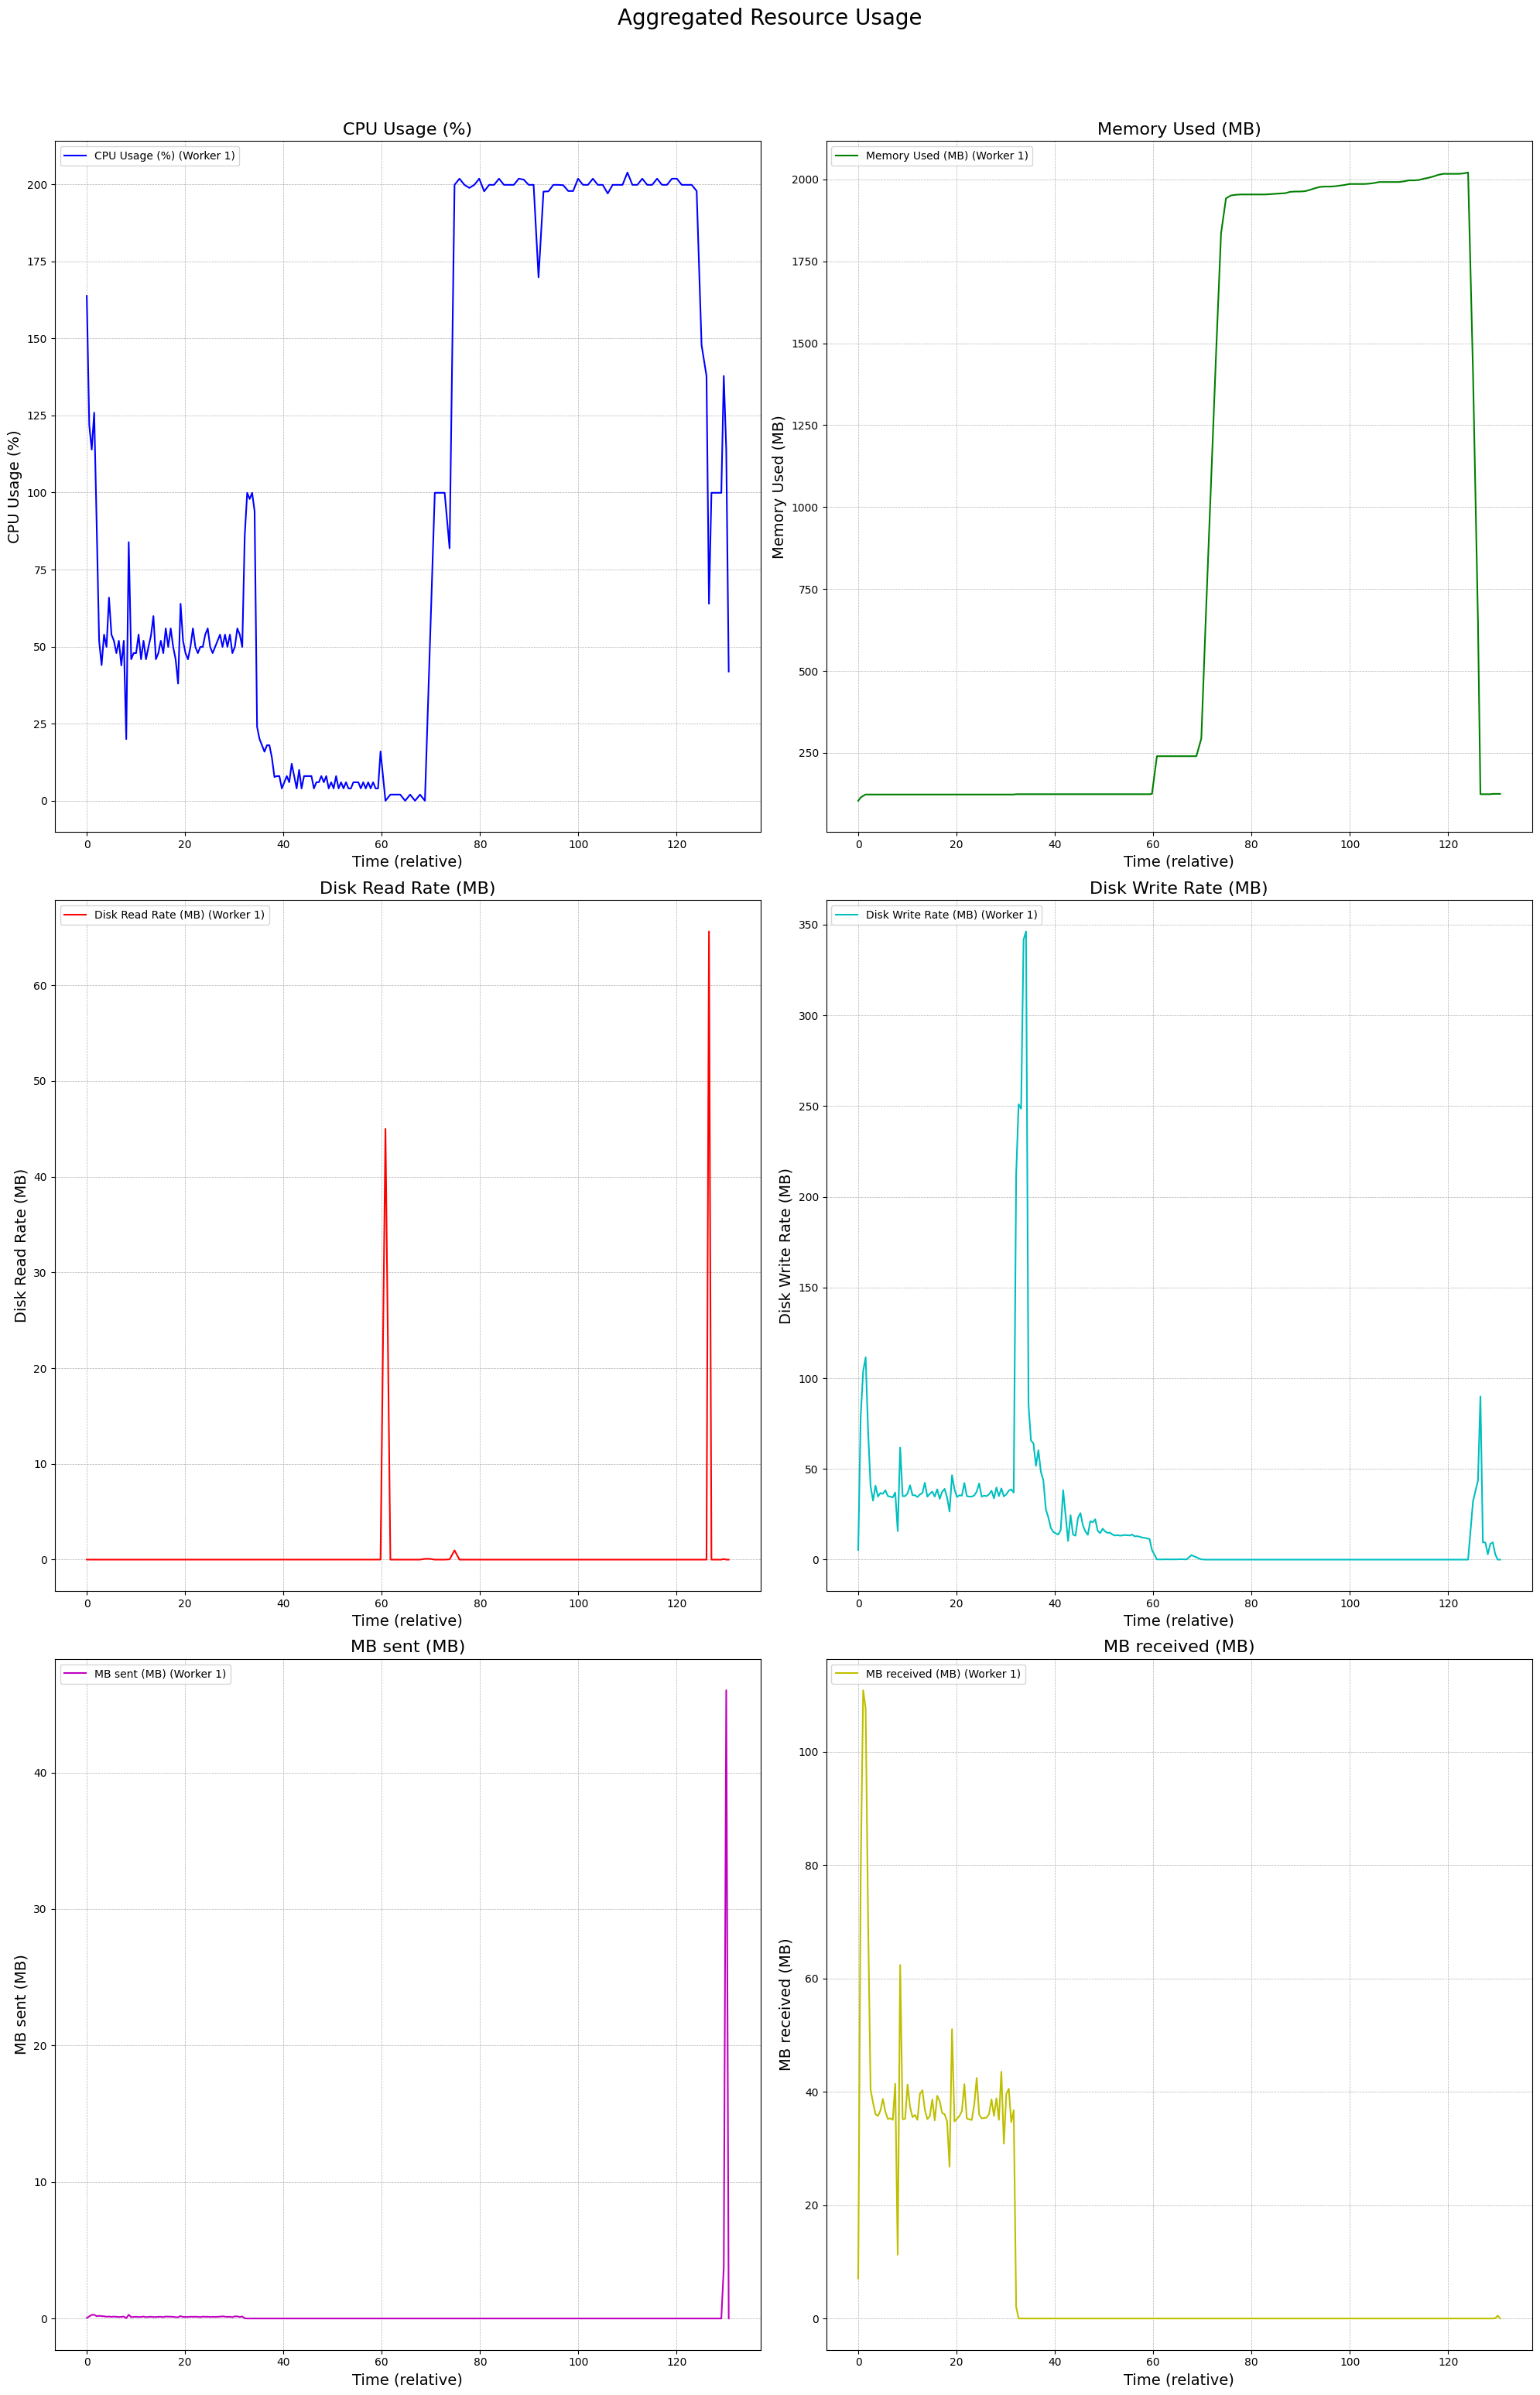 Aggregated Resource Usage
CPU Usage (%)
CPU Usage (%) (Worker 1)
CPU Usage (%)
200
175
150
125
100
75
50
25
0
0 20 40 60 80 100 120
Time (relative)
Memory Used (MB)
Memory Used (MB) (Worker 1)
Memory Used (MB)
2000
1750
1500
1250
1000
750
500
250
0 20 40 60 80 100 120
Time (relative)
Disk Read Rate (MB)
Disk Read Rate (MB) (Worker 1)
Disk Read Rate (MB)
60
50
40
30
20
10
0
0 20 40 60 80 100 120
Time (relative)
Disk Write Rate (MB)
Disk Write Rate (MB) (Worker 1)
Disk Write Rate (MB)
350
300
250
200
150
100
50
0
0 20 40 60 80 100 120
Time (relative)
MB sent (MB)
MB sent (MB) (Worker 1)
MB sent (MB)
40
30
20
10
0
0 20 40 60 80 100 120
Time (relative)
MB received (MB)
MB received (MB) (Worker 1)
MB received (MB)
100
80
60
40
20
0
0 20 40 60 80 100 120
Time (relative)